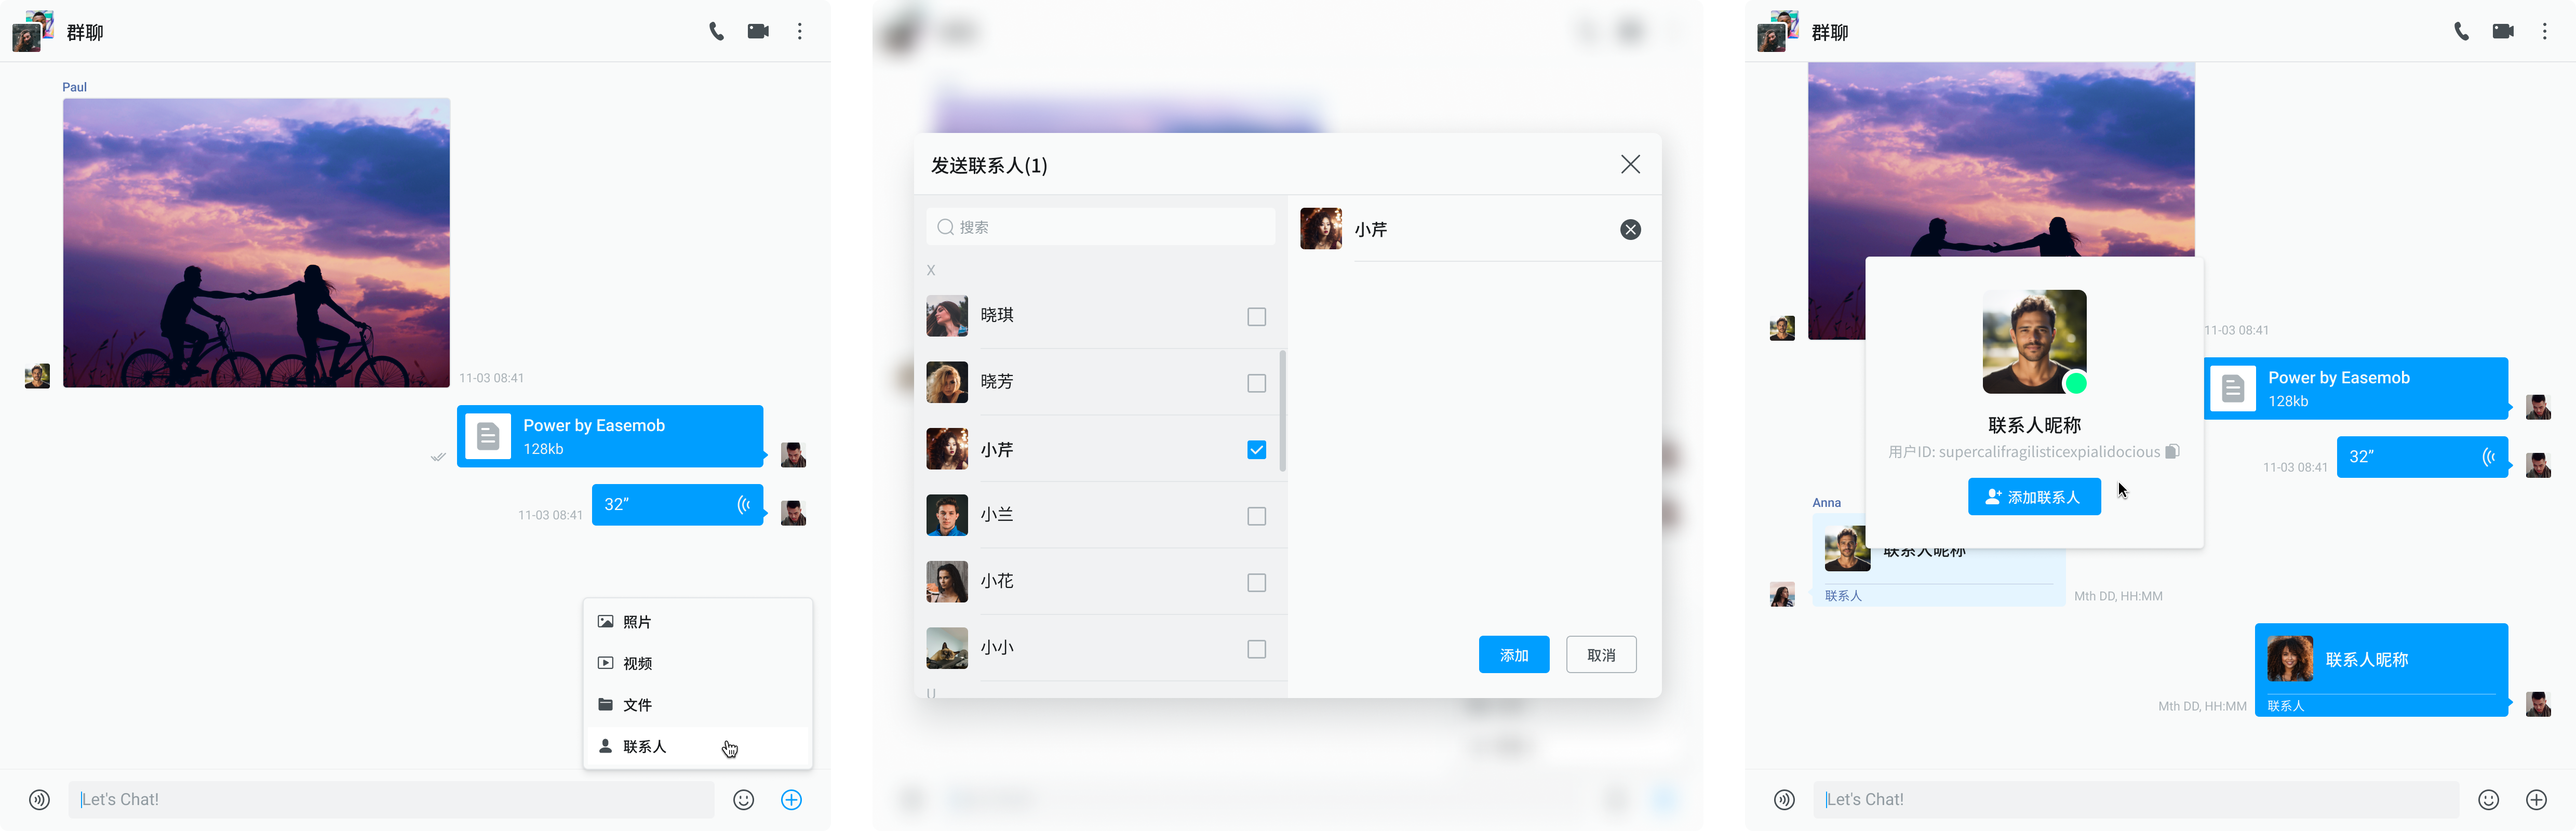 群聊
Paul
11-03 08:41
Power by Easemob
128kb
32”
11-03 08:41
照片
视频
文件
联系人
Let's Chat!
发送联系人(1)
搜索
X
晓琪
晓芳
小芹
小兰
小花
小小
小芹
添加
取消
群聊
11-03 08:41
Power by Easemob
128kb
32”
11-03 08:41
联系人昵称
用户ID: supercalifragilisticexpialidocious
添加联系人
Anna
联系人昵称
联系人
Mth DD, HH:MM
联系人昵称
联系人
Mth DD, HH:MM
Let's Chat!